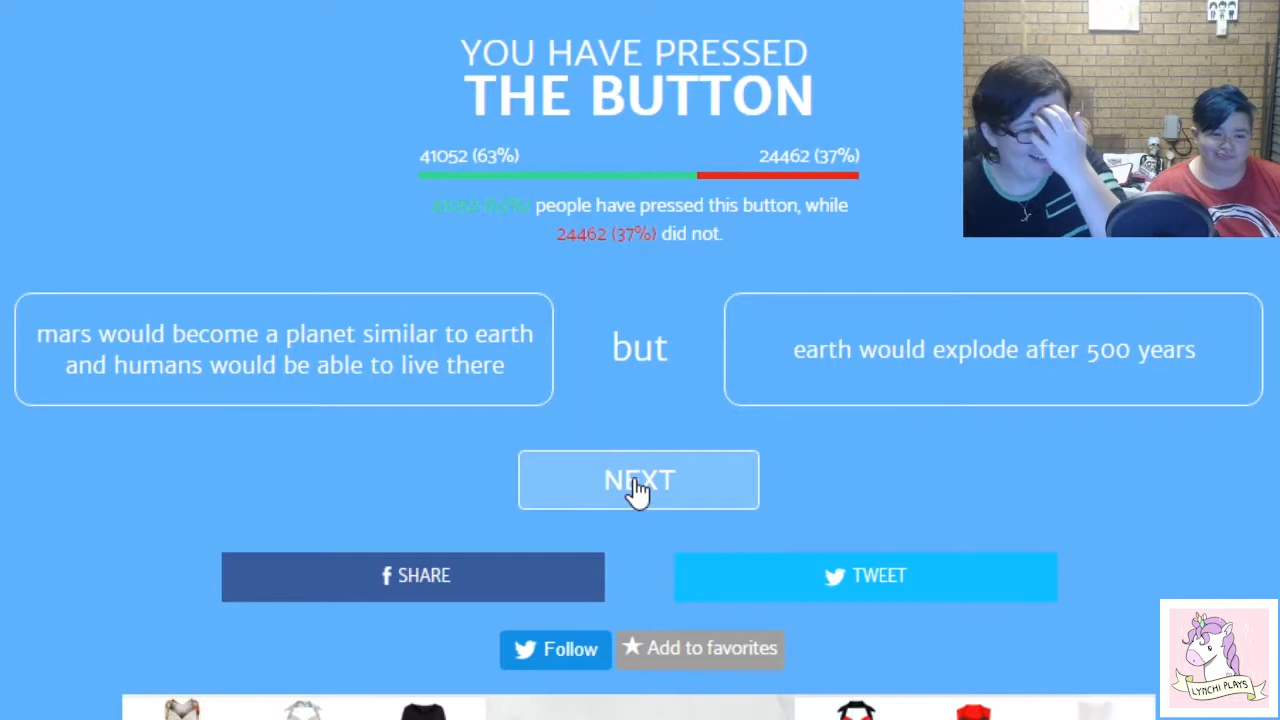 YOU HAVE PRESSED
THE BUTTON
41052 (63%) 24462 (37%)
41052 (63%) people have pressed this button, while
24462 (37%) did not.
mars would become a planet similar to earth
and humans would be able to live there
but
earth would explode after 500 years
NEXT
f SHARE
TWEET
Follow
Add to favorites
LYNCHI PLAYS